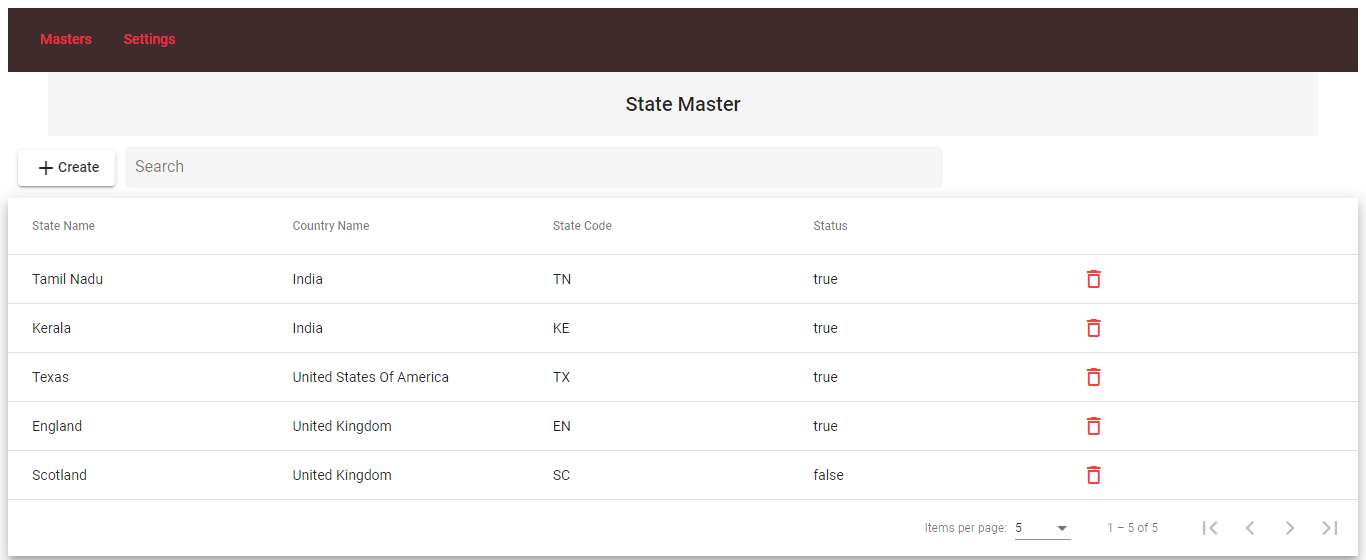 Masters Settings
State Master
Create Search
State Name Country Name State Code Status
Tamil Nadu India TN true
Kerala India KE true
Texas United States Of America TX true
England United Kingdom EN true
Scotland United Kingdom SC false
Items per page: 5 1 – 5 of 5